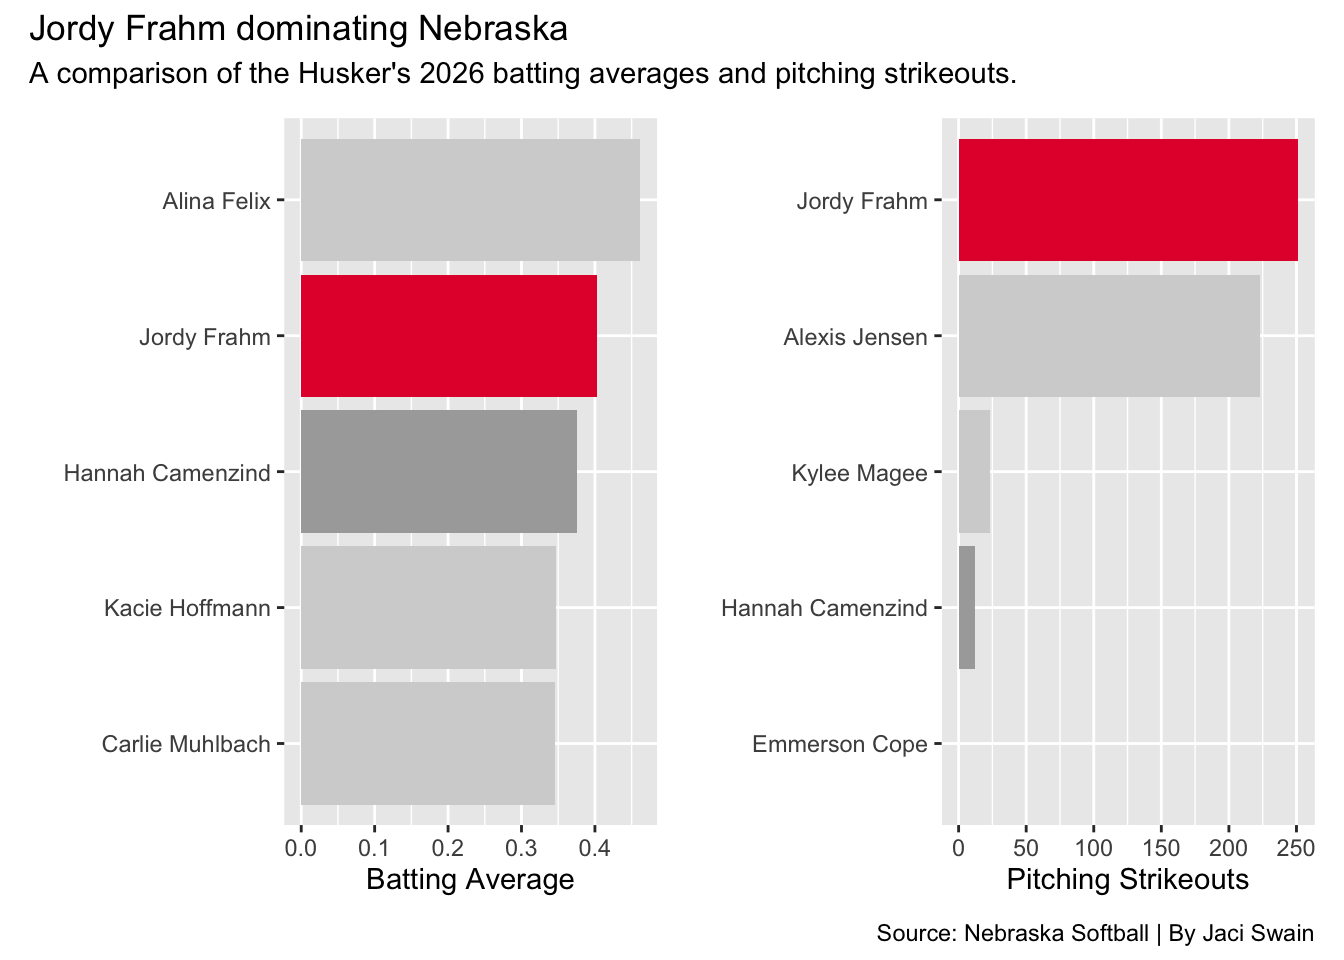 Jordy Frahm dominating Nebraska
A comparison of the Husker's 2026 batting averages and pitching strikeouts.
Alina Felix
Jordy Frahm
Hannah Camenzind
Kacie Hoffmann
Carlie Muhlbach
0.0 0.1 0.2 0.3 0.4
Batting Average
Jordy Frahm
Alexis Jensen
Kylee Magee
Hannah Camenzind
Emmerson Cope
0 50 100 150 200 250
Pitching Strikeouts
Source: Nebraska Softball | By Jaci Swain